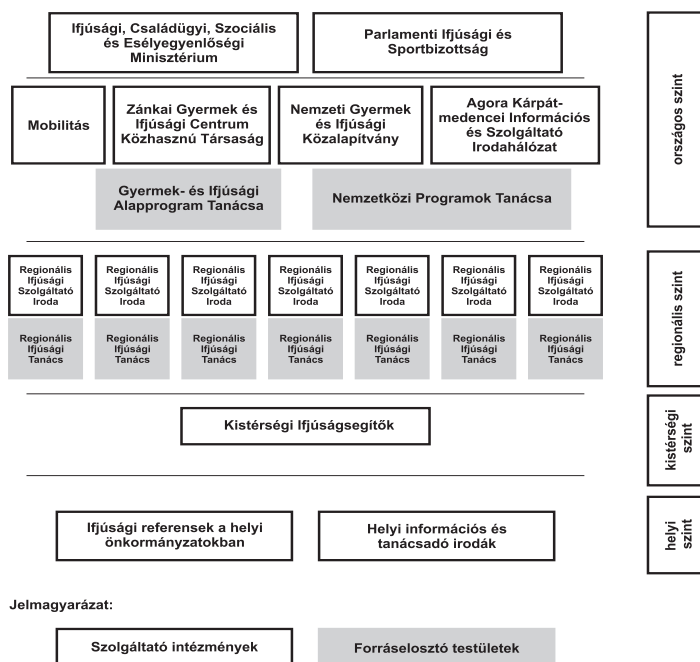 Ifjúsági, Családügyi, Szociális
és Esélyegyenlőségi
Minisztérium
Parlamenti Ifjúsági és
Sportbizottság
országos szint
Mobilitás
Zánkai Gyermek és
Ifjúsági Centrum
Közhasznú Társaság
Nemzeti Gyermek
és Ifjúsági
Közalapítvány
Agora Kárpát-
medencei Információs
és Szolgáltató
Irodahálózat
Gyermek- és Ifjúsági
Alapprogram Tanácsa
Nemzetközi Programok Tanácsa
Regionális
Ifjúsági
Szolgáltató
Iroda
Regionális
Ifjúsági
Szolgáltató
Iroda
Regionális
Ifjúsági
Szolgáltató
Iroda
Regionális
Ifjúsági
Szolgáltató
Iroda
Regionális
Ifjúsági
Szolgáltató
Iroda
Regionális
Ifjúsági
Szolgáltató
Iroda
Regionális
Ifjúsági
Szolgáltató
Iroda
regionális szint
Regionális
Ifjúsági
Tanács
Regionális
Ifjúsági
Tanács
Regionális
Ifjúsági
Tanács
Regionális
Ifjúsági
Tanács
Regionális
Ifjúsági
Tanács
Regionális
Ifjúsági
Tanács
Regionális
Ifjúsági
Tanács
Kistérségi Ifjúságsegítők
kistérségi
szint
Ifjúsági referensek a helyi
önkormányzatokban
Helyi információs és
tanácsadó irodák
helyi
szint
Jelmagyarázat:
Szolgáltató intézmények
Forráselosztó testületek